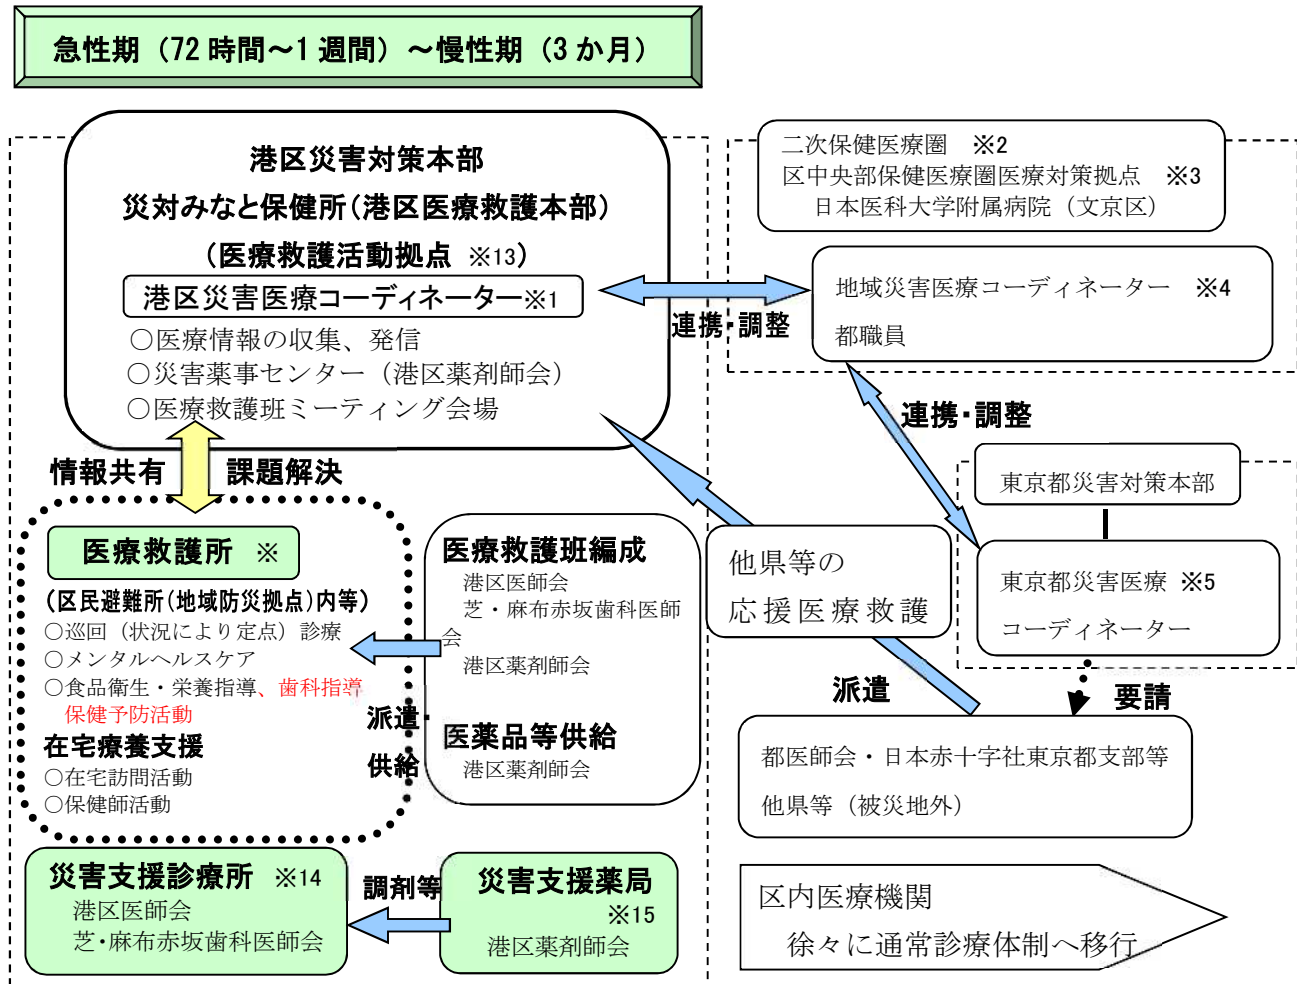 急性期（72 時間～1 週間）～慢性期（3 か月）
港区災害対策本部
災対みなと保健所（港区医療救護本部）
（医療救護活動拠点 ※13）
港区災害医療コーディネーター※1
○医療情報の収集、発信
○災害薬事センター（港区薬剤師会）
○医療救護班ミーティング会場
二次保健医療圏 ※2
区中央部保健医療圏医療対策拠点 ※3
日本医科大学附属病院（文京区）
地域災害医療コーディネーター ※4
都職員
連携・調整
連携・調整
東京都災害対策本部
東京都災害医療 ※5
コーディネーター
要請
都医師会・日本赤十字社東京都支部等
他県等（被災地外）
派遣
他県等の
応援医療救護
情報共有
課題解決
医療救護所 ※
（区民避難所（地域防災拠点）内等）
○巡回（状況により定点）診療
○メンタルヘルスケア
○食品衛生・栄養指導、歯科指導
保健予防活動
在宅療養支援
○在宅訪問活動
○保健師活動
医療救護班編成
港区医師会
芝・麻布赤坂歯科医師
会
港区薬剤師会
医薬品等供給
港区薬剤師会
派遣・
供給
災害支援診療所 ※14
港区医師会
芝・麻布赤坂歯科医師会
調剤等
災害支援薬局
※15
港区薬剤師会
区内医療機関
徐々に通常診療体制へ移行